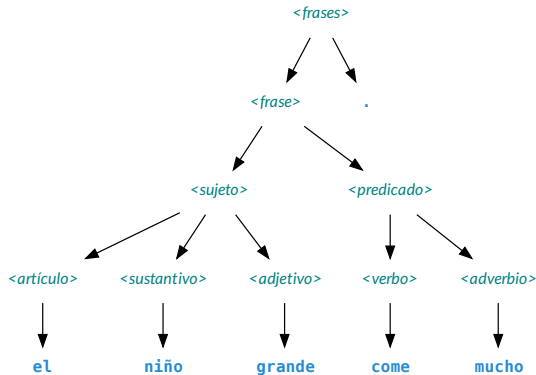 <frases>
<frase> .
<sujeto> <predicado>
<artículo> <sustantivo> <adjetivo> <verbo> <adverbio>
el niño grande come mucho